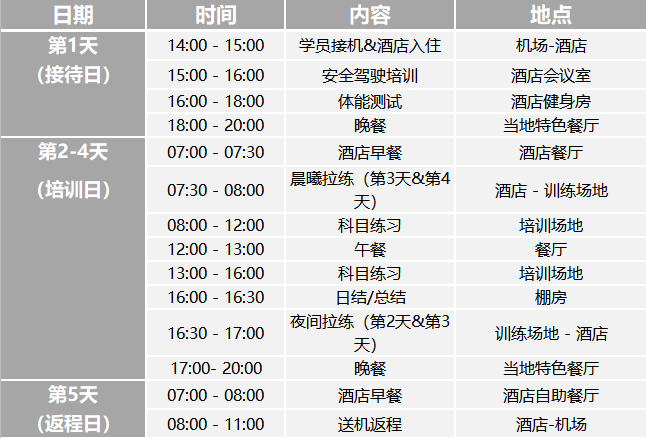 日期 时间 内容 地点
第1天
（接待日）
14:00 - 15:00 学员接机&酒店入住 机场-酒店
15:00 - 16:00 安全驾驶培训 酒店会议室
16:00 - 18:00 体能测试 酒店健身房
18:00 - 20:00 晚餐 当地特色餐厅
第2-4天
（培训日）
07:00 - 07:30 酒店早餐 酒店餐厅
07:30 - 08:00 晨曦拉练（第3天&第4
天） 酒店 - 训练场地
08:00 - 12:00 科目练习 培训场地
12:00 - 13:00 午餐 餐厅
13:00 - 16:00 科目练习 培训场地
16:00 - 16:30 日结/总结 棚房
16:30 - 17:00 夜间拉练（第2天&第3
天） 训练场地 - 酒店
17:00- 20:00 晚餐 当地特色餐厅
第5天
（返程日）
07:00 - 08:00 酒店早餐 酒店自助餐厅
08:00 - 11:00 送机返程 酒店-机场